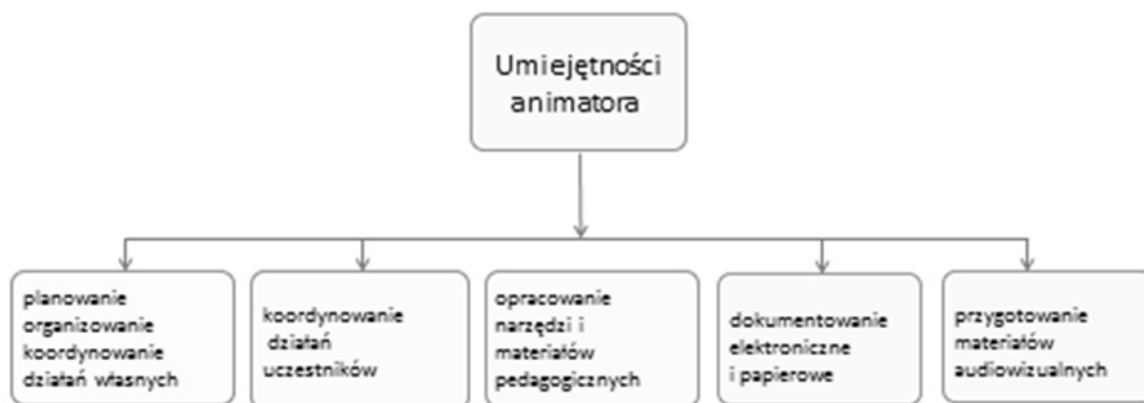 Umiejętności
animatora
planowanie
organizowanie
koordynowanie
działań własnych
koordynowanie
działań
uczestników
opracowanie
narzędzi i
materiałów
pedagogicznych
dokumentowanie
elektroniczne
i papierowe
przygotowanie
materiałów
audiowizualnych